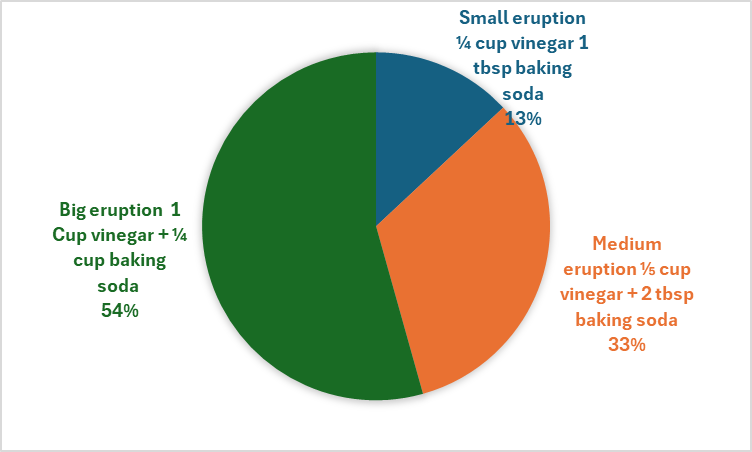 Small eruption
¼ cup vinegar 1
tbsp baking
soda
13%
Big eruption 1
Cup vinegar + ¼
cup baking
soda
54%
Medium
eruption ⅕ cup
vinegar + 2 tbsp
baking soda
33%